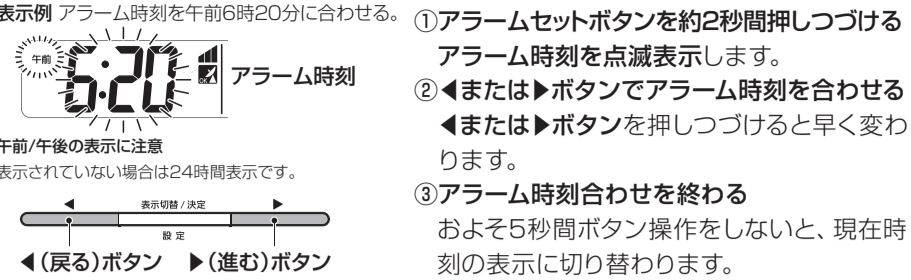 表示例 アラーム時刻を午前6時20分に合わせる。
午前
6:20
OK
アラーム時刻
午前/午後の表示に注意
表示されていない場合は24時間表示です。
◀ 表示切替/決定 ▶
設定
◀(戻る)ボタン ▶(進む)ボタン
①アラームセットボタンを約2秒間押しつづける
アラーム時刻を点滅表示します。
②◀または▶ボタンでアラーム時刻を合わせる
◀または▶ボタンを押しつづけると早く変わ
ります。
③アラーム時刻合わせを終わる
およそ5秒間ボタン操作をしないと、現在時
刻の表示に切り替わります。